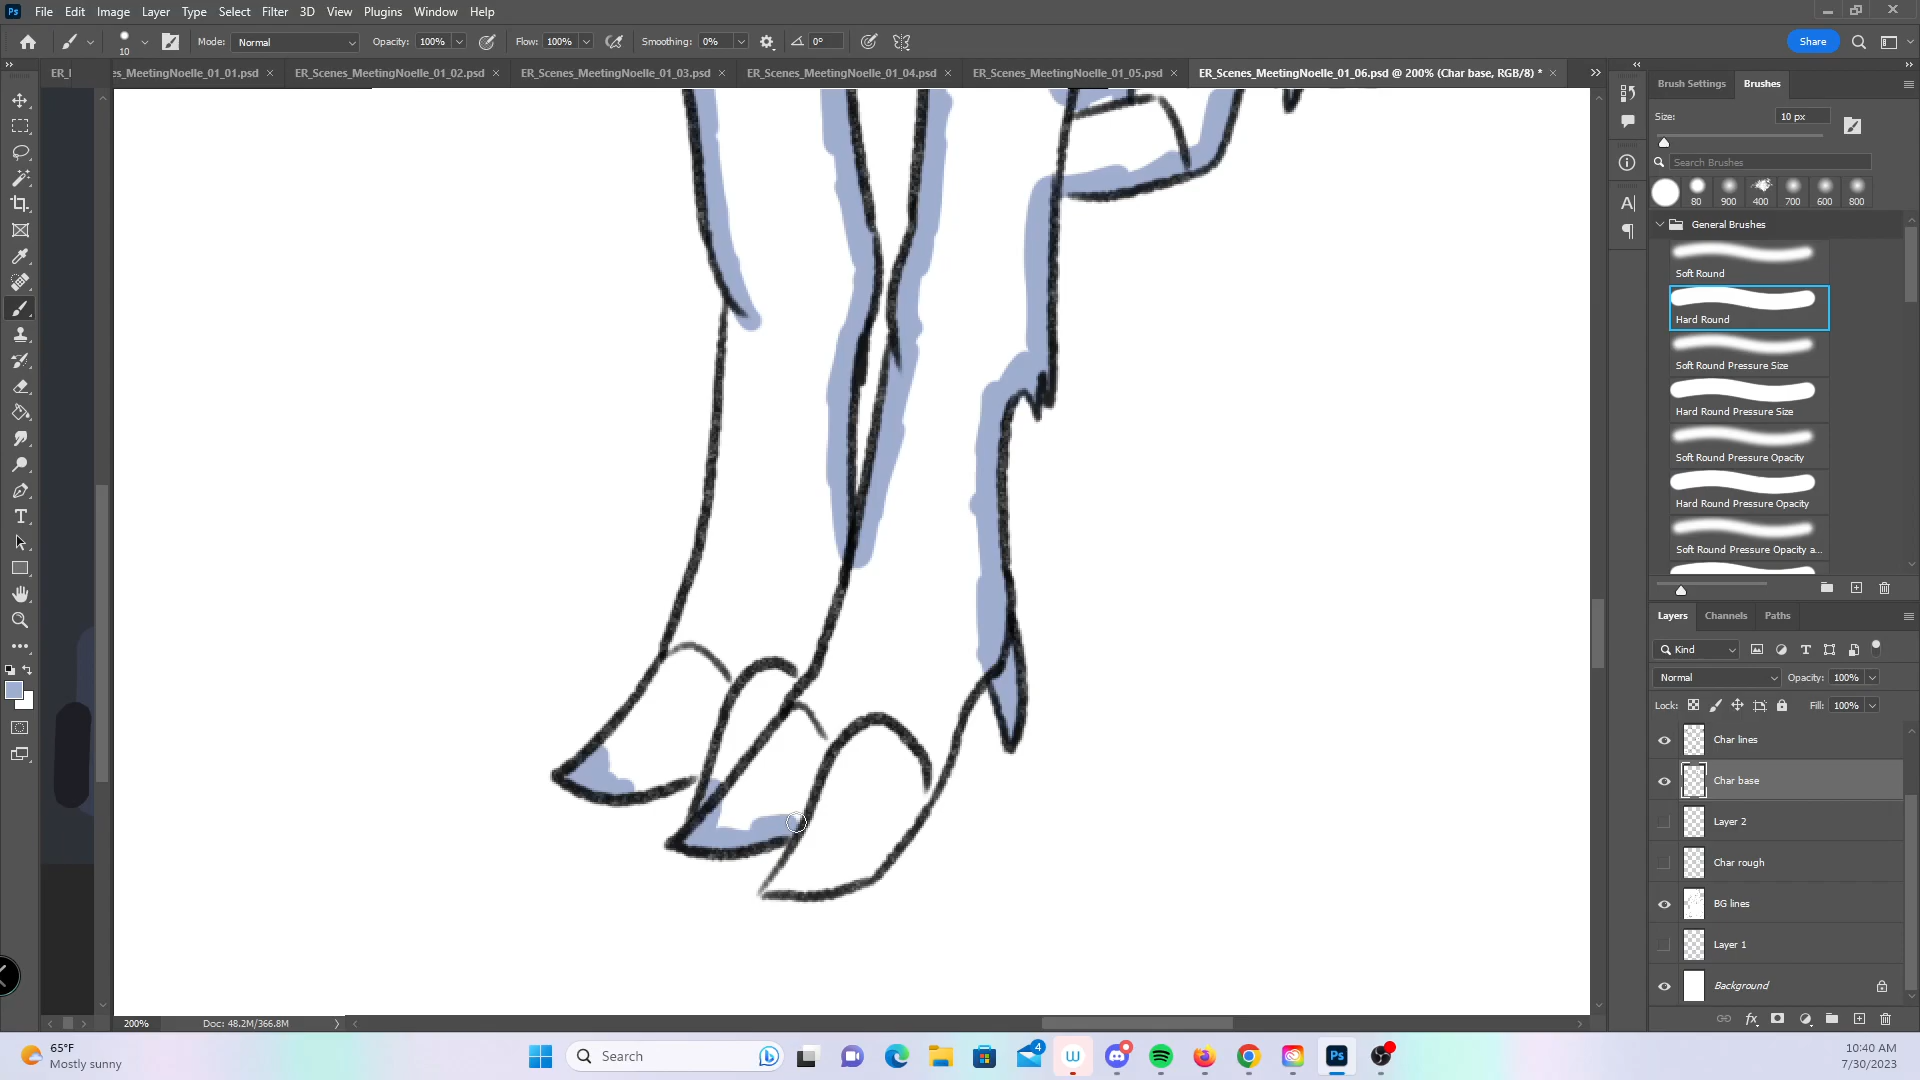 Ps File Edit Image Layer Type Select Filter 3D View Plugins Window Help
10 Mode: Normal Opacity: 100% Flow: 100% Smoothing: 0% 0° Share
ER_I es_MeetingNoelle_01_01.psd × ER_Scenes_MeetingNoelle_01_02.psd × ER_Scenes_MeetingNoelle_01_03.psd × ER_Scenes_MeetingNoelle_01_04.psd × ER_Scenes_MeetingNoelle_01_05.psd × ER_Scenes_MeetingNoelle_01_06.psd @ 200% (Char base, RGB/8) * ×
Brush Settings Brushes
Size: 10 px
Search Brushes
80 900 400 700 600 800
General Brushes
Soft Round
Hard Round
Soft Round Pressure Size
Hard Round Pressure Size
Soft Round Pressure Opacity
Hard Round Pressure Opacity
Soft Round Pressure Opacity a...
Layers Channels Paths
Kind
Normal Opacity: 100%
Lock: Fill: 100%
Char lines
Char base
Layer 2
Char rough
BG lines
Layer 1
Background
fx
200% Doc: 48.2M/366.8M
65°F
Mostly sunny
Search
4
Ps
10:40 AM
7/30/2023